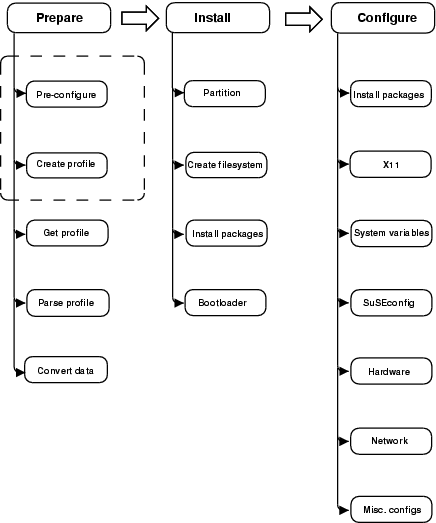 Prepare
Install
Configure
Pre-configure
Create profile
Get profile
Parse profile
Convert data
Partition
Create filesystem
Install packages
Bootloader
Install packages
X11
System variables
SuSEconfig
Hardware
Network
Misc. configs